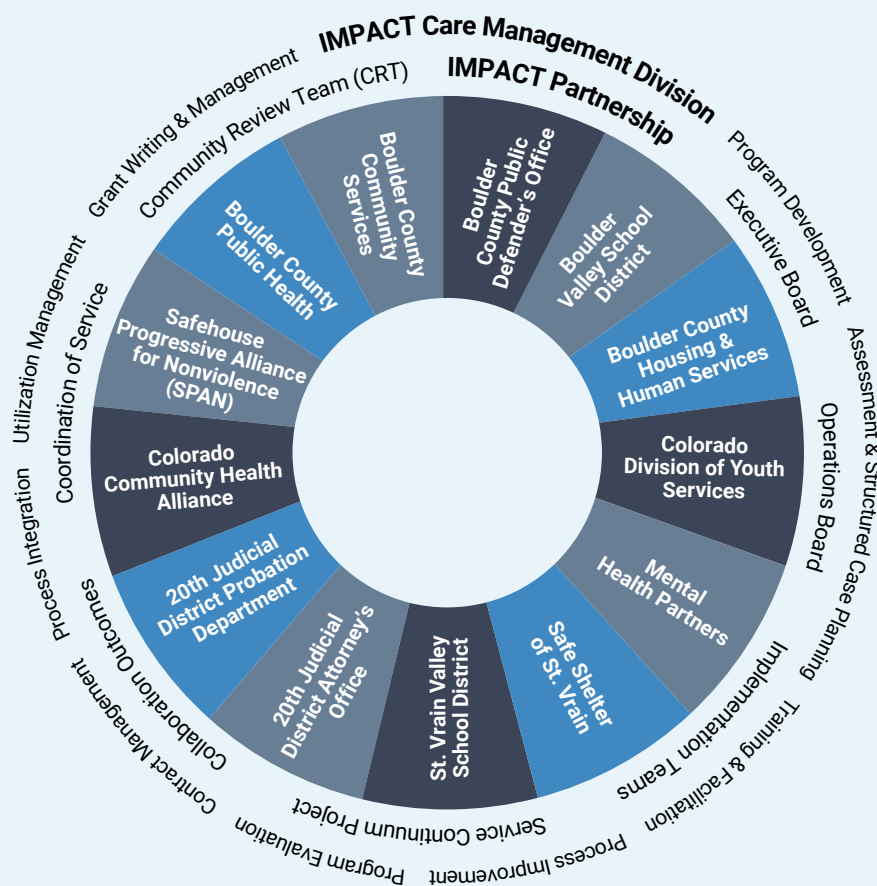 IMPACT Care Management Division
Program Development
Assessment & Structured Case Planning
Training & Facilitation
Process Improvement
Program Evaluation
Contract Management
Process Integration
Utilization Management
Grant Writing & Management
IMPACT Partnership
Executive Board
Operations Board
Implementation Teams
Service Continuum Project
Collaboration Outcomes
Coordination of Service
Community Review Team (CRT)
Boulder
County Public
Defender's Office
Boulder
Valley School
District
Boulder County
Housing &
Human Services
Colorado
Division of Youth
Services
Mental
Health Partners
Safe Shelter
of St. Vrain
St. Vrain Valley
School District
20th Judicial
District Attorney's
Office
20th Judicial
District Probation
Department
Colorado
Community Health
Alliance
Safehouse
Progressive Alliance
for Nonviolence
(SPAN)
Boulder County
Public Health
Boulder County
Community
Services